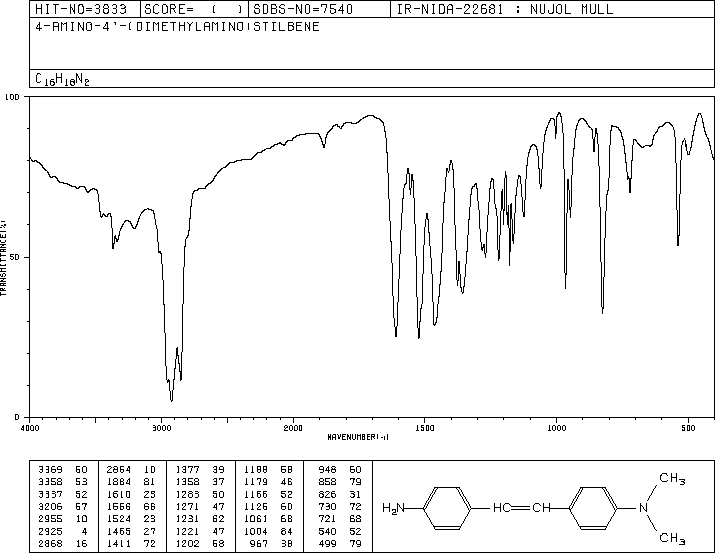 HIT-NO=3833 SCORE= ( ) SDBS-NO=7540 IR-NIDA-22681 : NUJOL MULL
4-AMINO-4'-(DIMETHYLAMINO)STILBENE
C16H18N2
100
50
0
TRANSMITTANCE(%)
4000 3000 2000 1500 1000 500
WAVENUMBER(-1)
3369 60 2854 10 1377 39 1188 58 948 60
3358 53 1884 81 1358 37 1179 46 858 79
3337 52 1610 25 1283 50 1166 52 826 31
3206 57 1556 66 1271 47 1126 60 730 72
2955 10 1524 23 1231 62 1061 68 721 68
2925 4 1465 27 1221 47 1004 84 540 52
2868 16 1411 72 1202 58 967 38 499 79
CH3
H2N HC=CH N
CH3